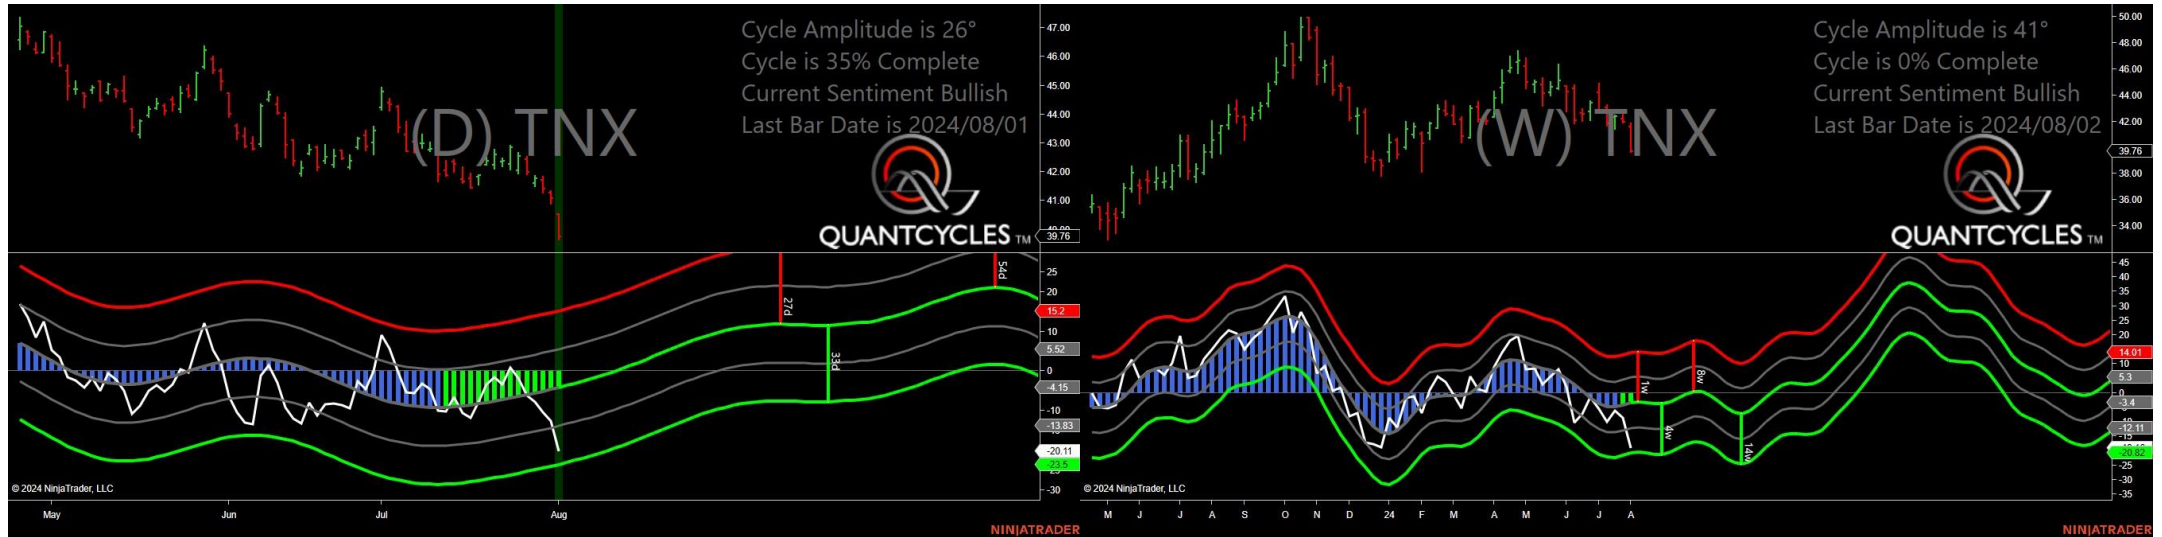 Cycle Amplitude is 26°
Cycle is 35% Complete
Current Sentiment Bullish
Last Bar Date is 2024/08/01
(D) TNX
QUANTCYCLES TM
47.00
46.00
45.00
44.00
43.00
42.00
41.00
39.76
27d
54d
33d
25
20
15.2
10
5.52
0
-4.15
-10
-13.83
-20.11
-23.5
-30
© 2024 NinjaTrader, LLC
May
Jun
Jul
Aug
NINJATRADER
Cycle Amplitude is 41°
Cycle is 0% Complete
Current Sentiment Bullish
Last Bar Date is 2024/08/02
(W) TNX
QUANTCYCLES TM
50.00
48.00
46.00
44.00
42.00
39.76
38.00
36.00
34.00
1w
8w
4w
14w
45
40
35
30
25
20
14.01
10
5.3
0
-3.4
-12.11
-15
-20.82
-25
-30
-35
© 2024 NinjaTrader, LLC
M J J A S O N D 24 F M A M J J A
NINJATRADER